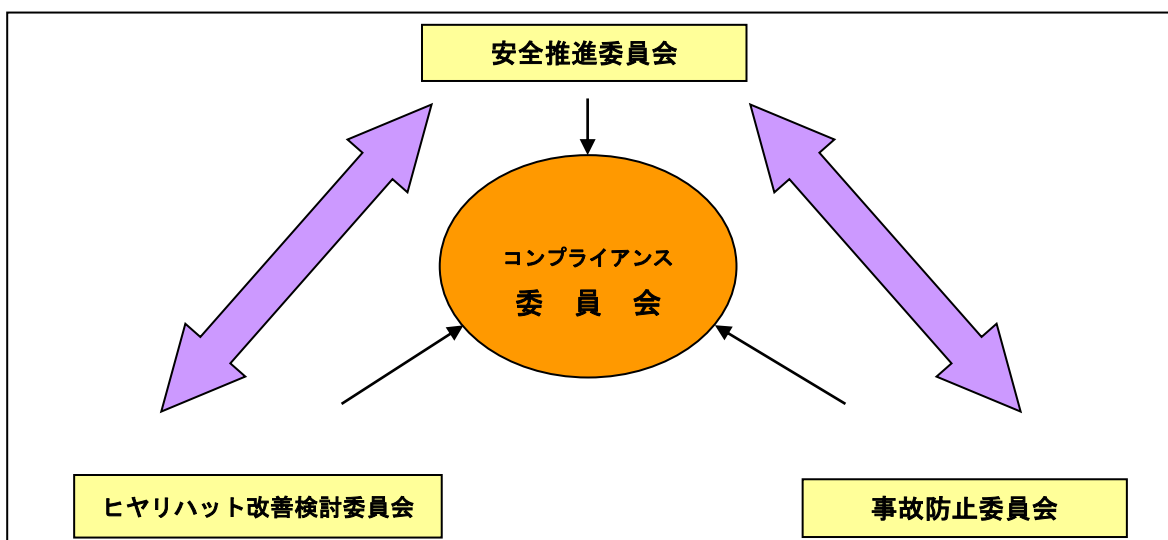 安全推進委員会
コンプライアンス
委 員 会
ヒヤリハット改善検討委員会
事故防止委員会